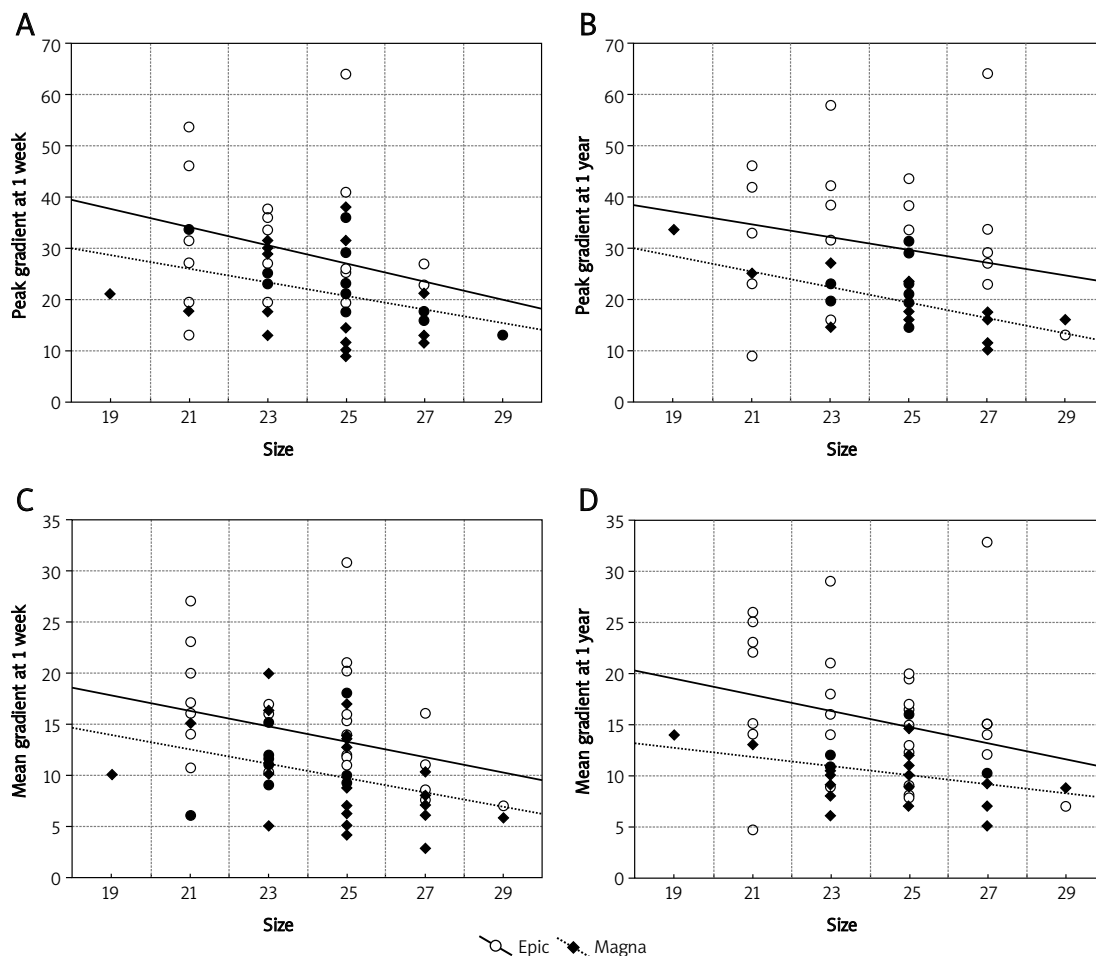 A
B
70
60
50
40
30
20
10
0
Peak gradient at 1 week
19 21 23 25 27 29
Size
70
60
50
40
30
20
10
0
Peak gradient at 1 year
19 21 23 25 27 29
Size
C
D
35
30
25
20
15
10
5
0
Mean gradient at 1 week
19 21 23 25 27 29
Size
35
30
25
20
15
10
5
0
Mean gradient at 1 year
19 21 23 25 27 29
Size
Epic Magna